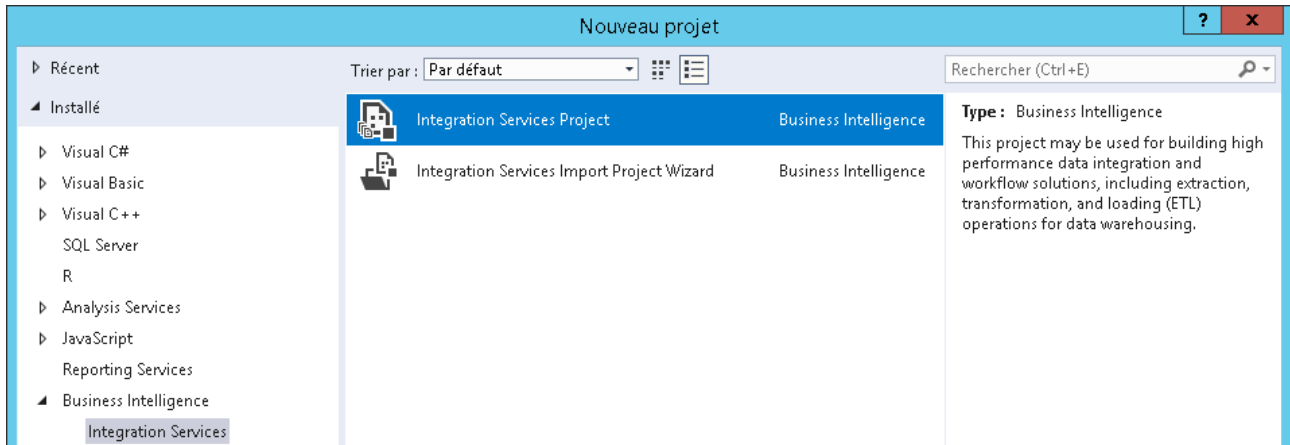 Nouveau projet
? x
Récent
Trier par : Par défaut
Rechercher (Ctrl+E)
Installé
Visual C#
Visual Basic
Visual C++
SQL Server
R
Analysis Services
JavaScript
Reporting Services
Business Intelligence
Integration Services
Integration Services Project Business Intelligence
Integration Services Import Project Wizard Business Intelligence
Type : Business Intelligence
This project may be used for building high
performance data integration and
workflow solutions, including extraction,
transformation, and loading (ETL)
operations for data warehousing.